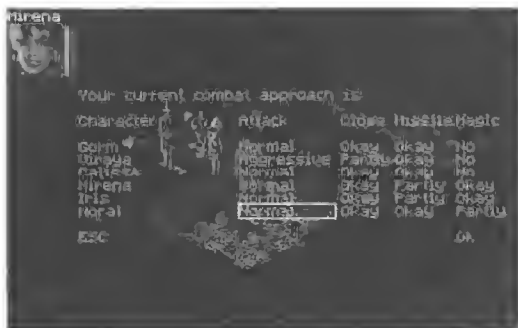 Mirena
Your current combat approach is
Character Attack Close Missile Magic
Gorm Normal Okay Okay No
Aggressive Partly Okay No
Normal Okay Okay No
Mirena Normal Okay Partly Okay
Iris Normal Okay Partly Okay
Moral Normal Okay Okay Partly
ESC OK